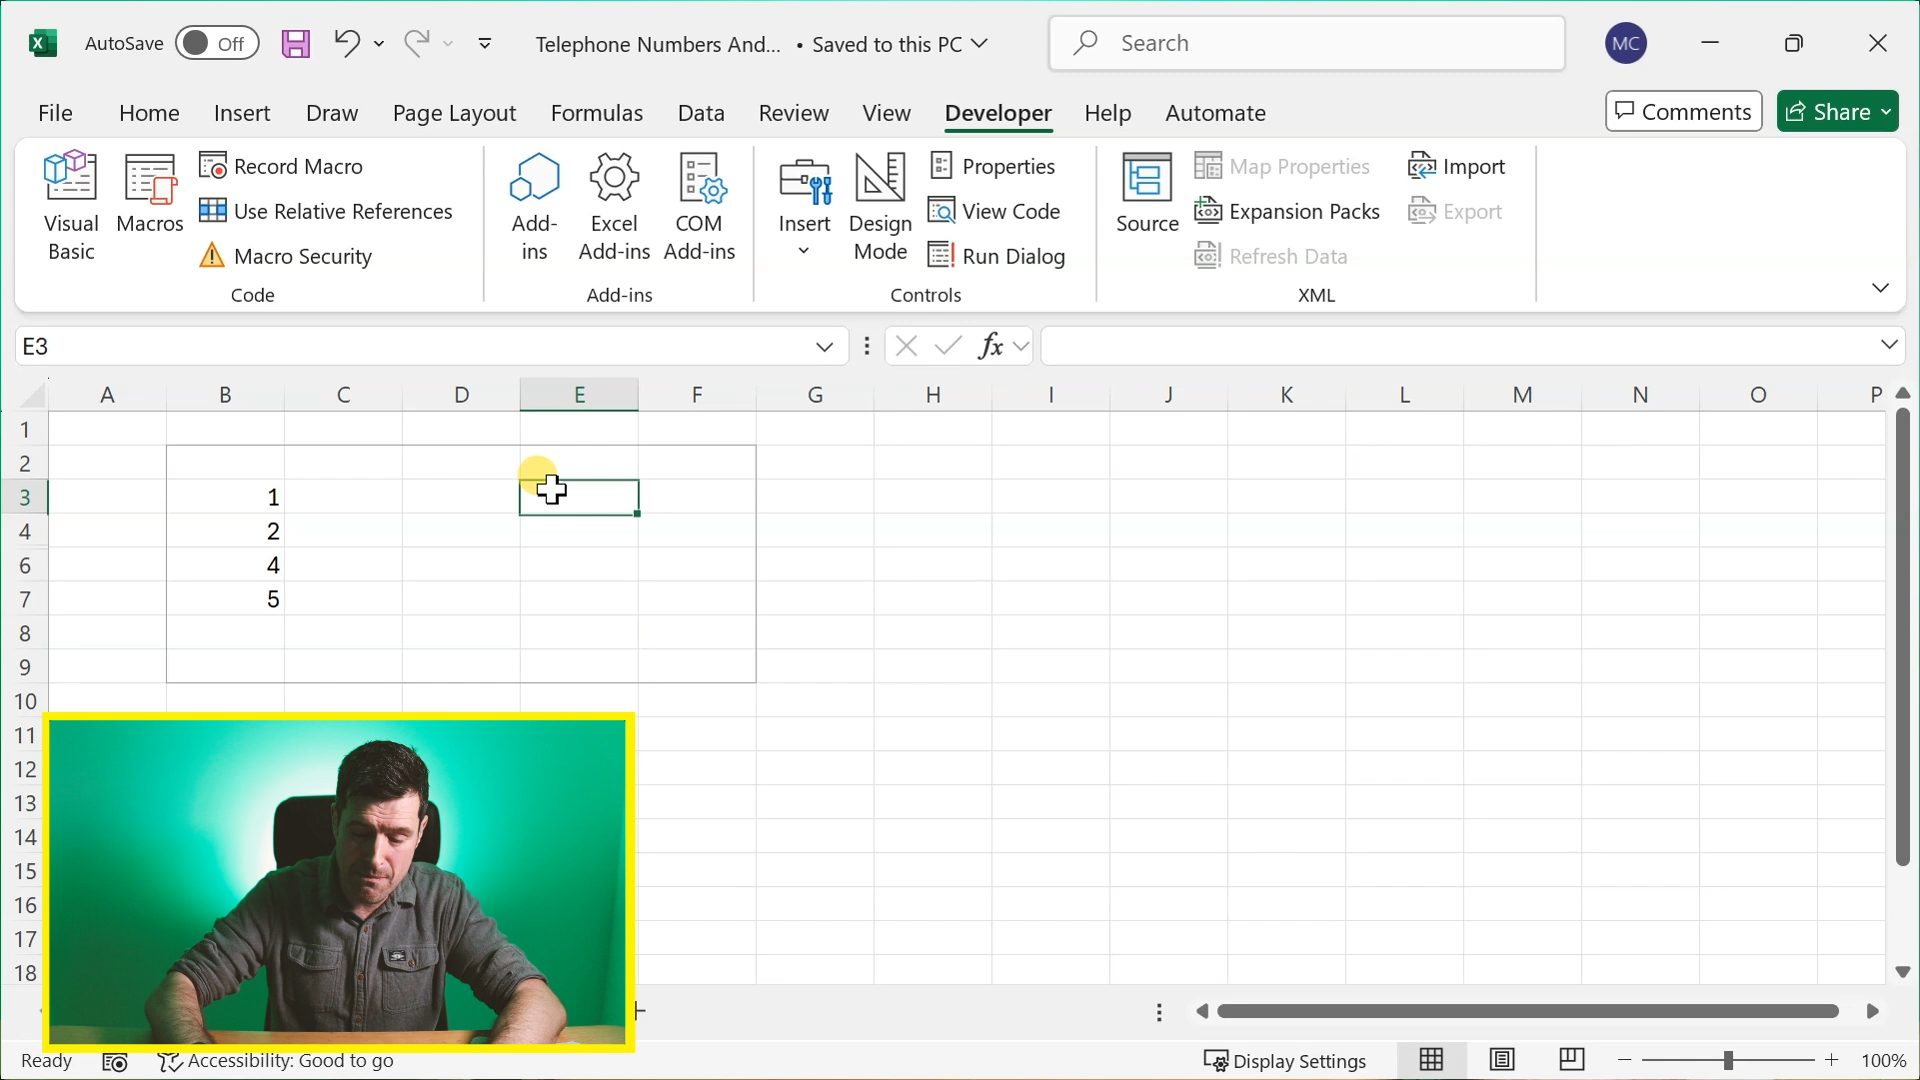 AutoSave Off Telephone Numbers And... • Saved to this PC Search MC
File Home Insert Draw Page Layout Formulas Data Review View Developer Help Automate Comments Share
Visual Basic
Macros
Record Macro
Use Relative References
Macro Security
Code
Add-ins
Excel Add-ins
COM Add-ins
Add-ins
Insert
Design Mode
Properties
View Code
Run Dialog
Controls
Source
Map Properties
Expansion Packs
Refresh Data
Import
Export
XML
E3 fx
A B C D E F G H I J K L M N O P
1
2
3 1
4 2
6 4
7 5
8
9
10
11
12
13
14
15
16
17
18
Ready Accessibility: Good to go Display Settings 100%